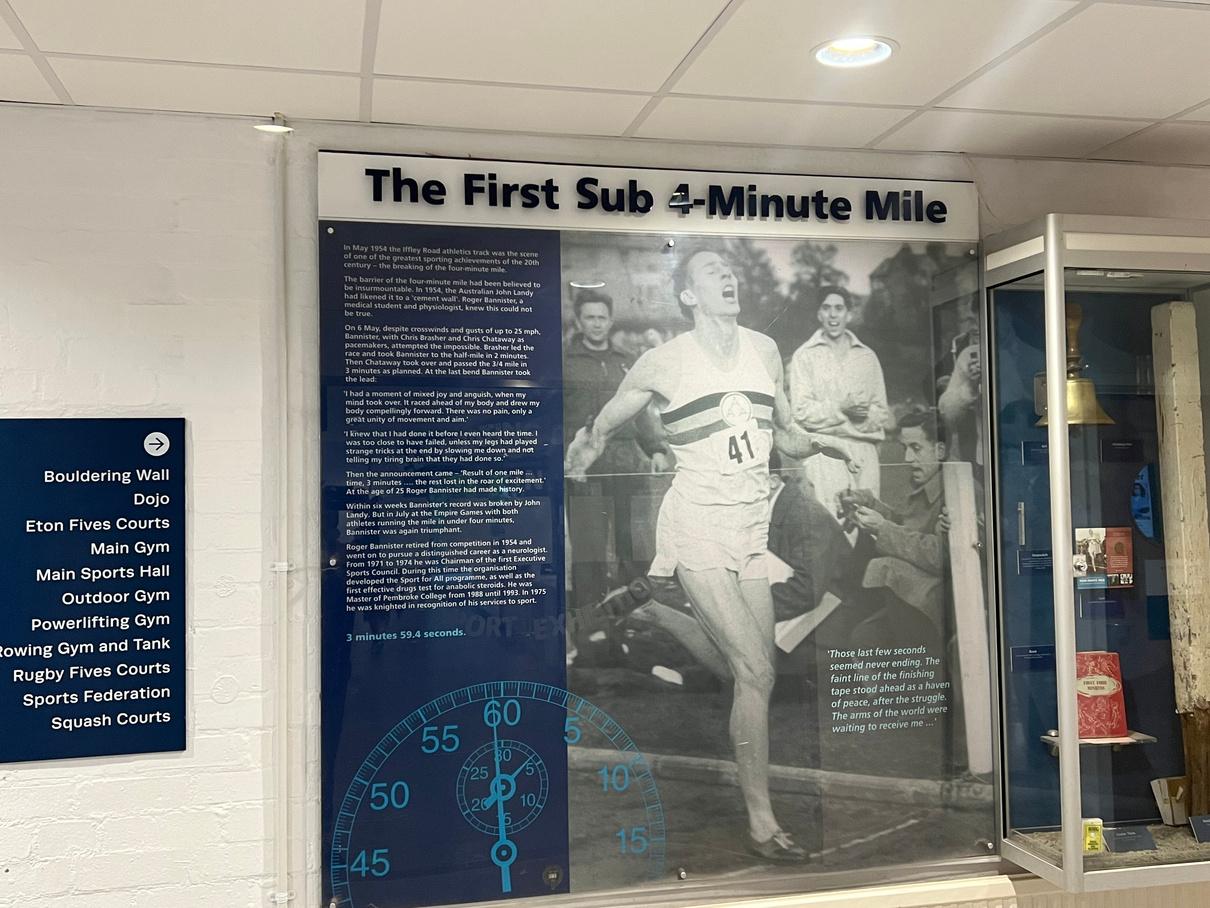 The First Sub 4-Minute Mile
In May 1954 the Iffley Road athletics track was the scene
of one of the greatest sporting achievements of the 20th
century – the breaking of the four-minute mile.
The barrier of the four-minute mile had been believed to
be insurmountable. In 1954, the Australian John Landy
had likened it to a 'cement wall'. Roger Bannister, a
medical student and physiologist, knew this could not
be true.
On 6 May, despite crosswinds and gusts of up to 25 mph,
Bannister, with Chris Brasher and Chris Chataway as
pacemakers, attempted the impossible. Brasher led the
race and took Bannister to the half-mile in 2 minutes.
Then Chataway took over and passed the 3/4 mile in
3 minutes as planned. At the last bend Bannister took
the lead:
'I had a moment of mixed joy and anguish, when my
mind took over. It raced ahead of my body and drew my
body compellingly forward. There was no pain, only a
great unity of movement and aim.'
'I knew that I had done it before I even heard the time. I
was too close to have failed, unless my legs had played
strange tricks at the end by slowing me down and not
telling my tiring brain that they had done so.'
Then the announcement came – 'Result of one mile ...
time, 3 minutes .... the rest lost in the roar of excitement.'
At the age of 25 Roger Bannister had made history.
Within six weeks Bannister's record was broken by John
Landy. But in July at the Empire Games with both
athletes running the mile in under four minutes,
Bannister was again triumphant.
Roger Bannister retired from competition in 1954 and
went on to pursue a distinguished career as a neurologist.
From 1971 to 1974 he was Chairman of the first Executive
Sports Council. During this time the organisation
developed the Sport for All programme, as well as the
first effective drugs test for anabolic steroids. He was
Master of Pembroke College from 1988 until 1993. In 1975
he was knighted in recognition of his services to sport.
3 minutes 59.4 seconds.
60
55
5
50
10
45
15
30
25
5
20
10
41
'Those last few seconds
seemed never ending. The
faint line of the finishing
tape stood ahead as a haven
of peace, after the struggle.
The arms of the world were
waiting to receive me ...'
Bouldering Wall
Dojo
Eton Fives Courts
Main Gym
Main Sports Hall
Outdoor Gym
Powerlifting Gym
Rowing Gym and Tank
Rugby Fives Courts
Sports Federation
Squash Courts
FIRST FOUR
MINUTES